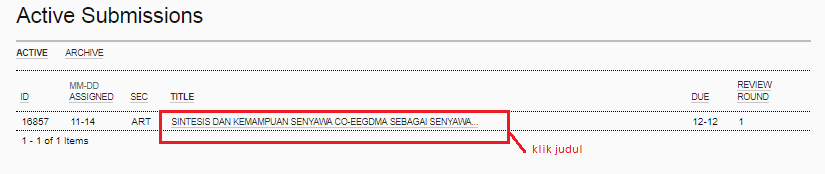 Active Submissions
ACTIVE ARCHIVE
MM-DD REVIEW
ID ASSIGNED SEC TITLE DUE ROUND
16857 11-14 ART SINTESIS DAN KEMAMPUAN SENYAWA CO-EEGDMA SEBAGAI SENYAWA... 12-12 1
1 - 1 of 1 Items
klik judul